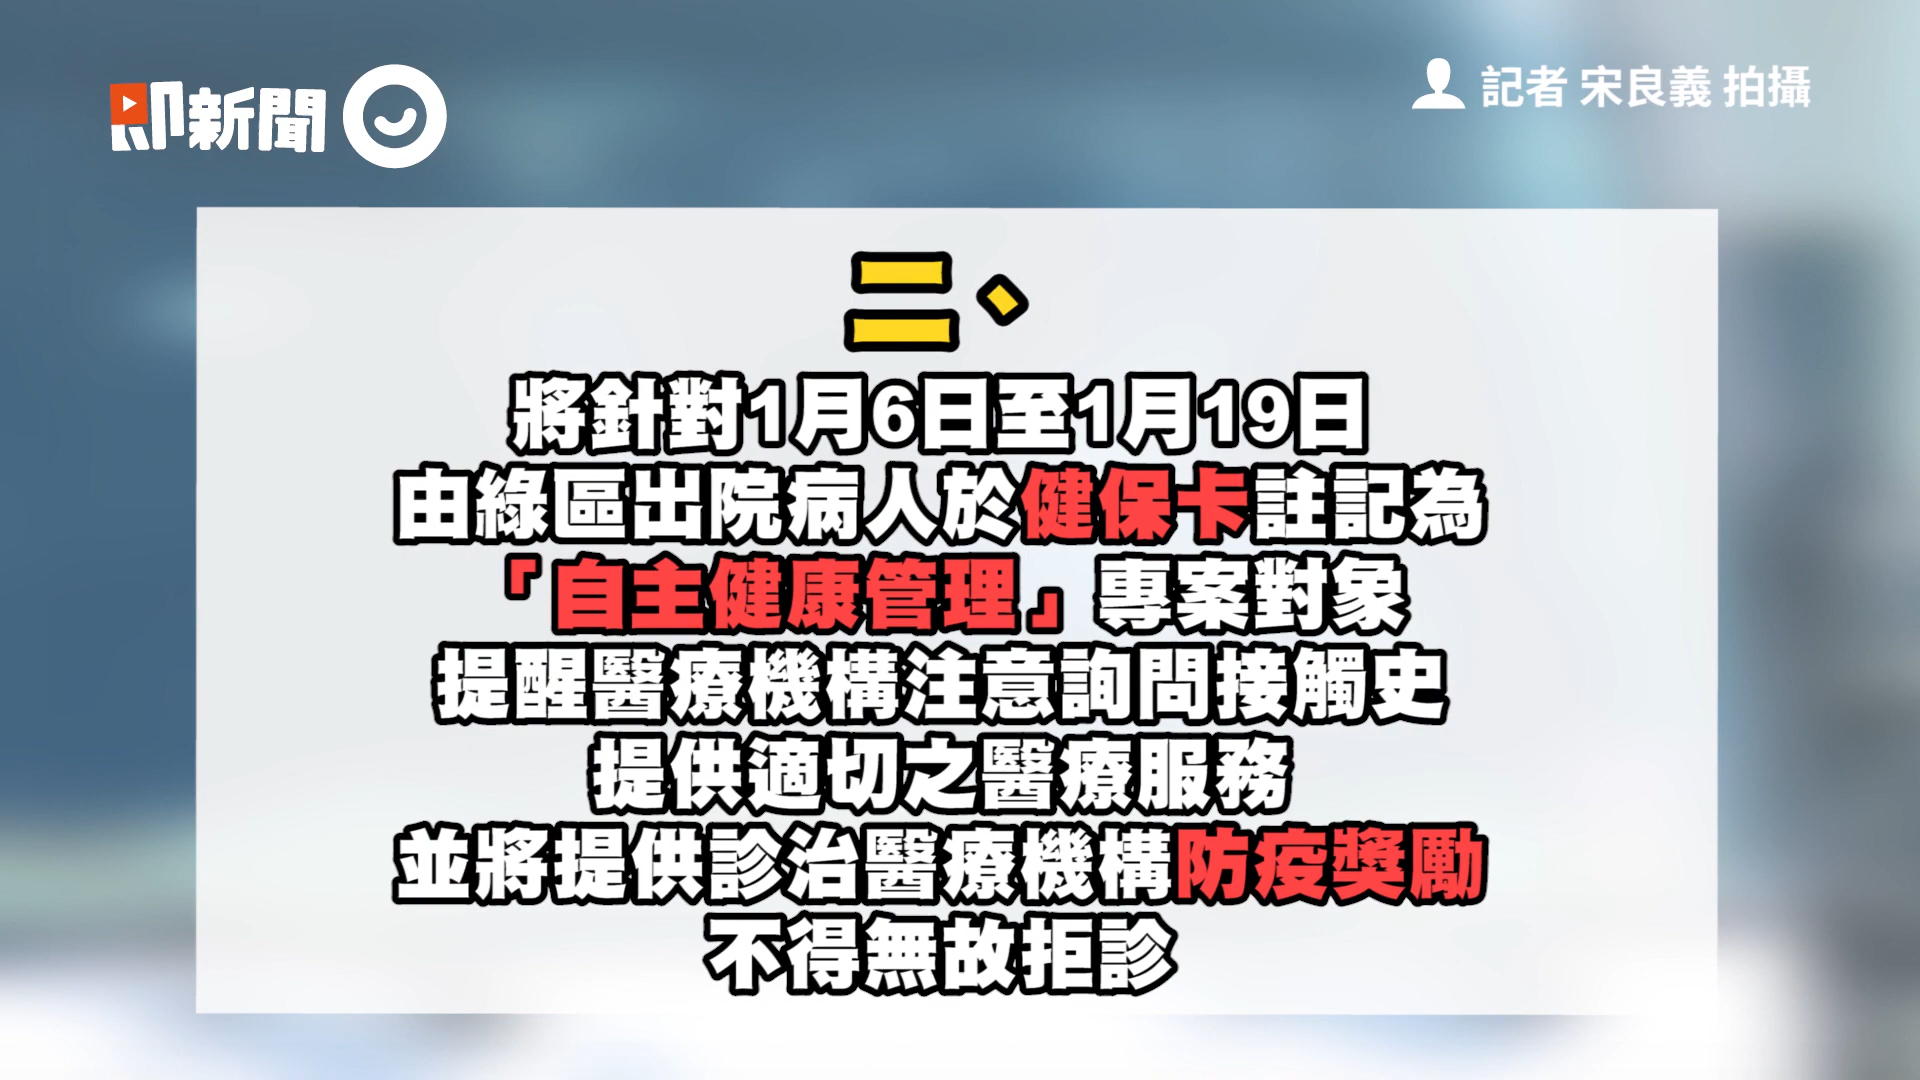 即新聞
記者 宋良義 拍攝
二、
將針對1月6日至1月19日
由綠區出院病人於健保卡註記為
「自主健康管理」專案對象
提醒醫療機構注意詢問接觸史
提供適切之醫療服務
並將提供診治醫療機構防疫獎勵
不得無故拒診